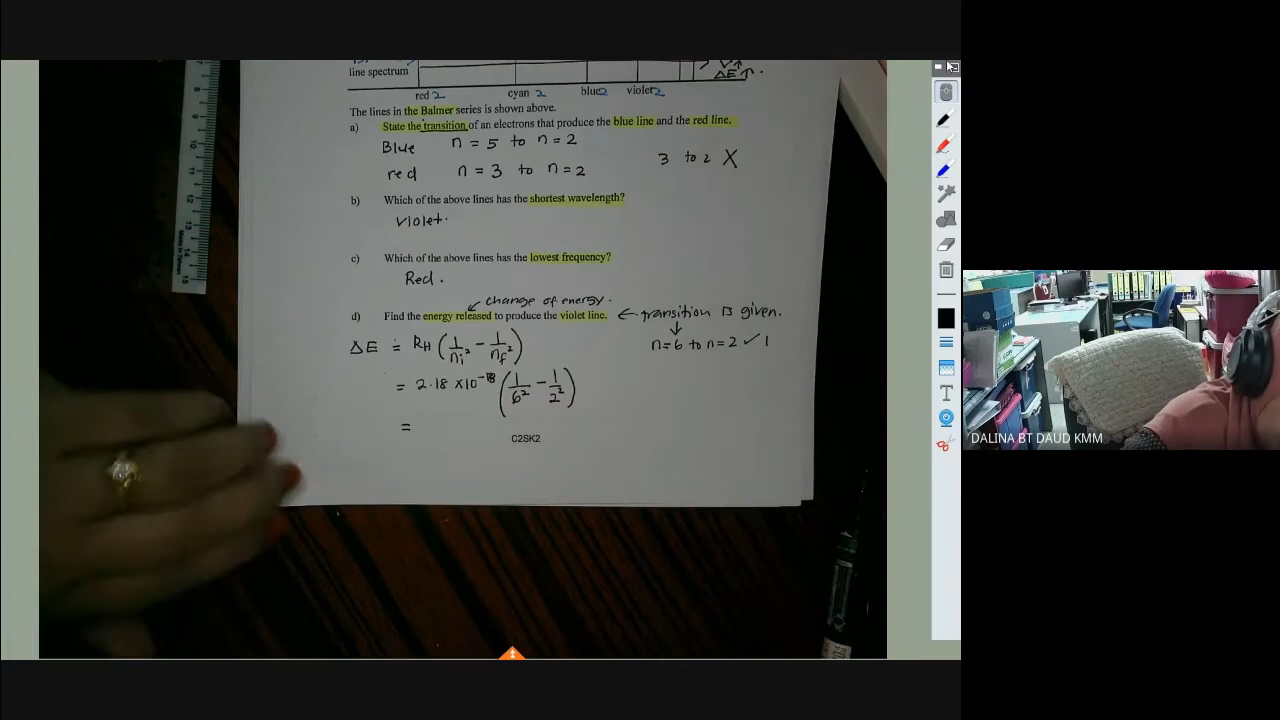 line spectrum
ΔE↑.
red 2 cyan 2 blue2 violet2
The lines in the Balmer series is shown above.
a) State the transition of an electrons that produce the blue line and the red line.
Blue n = 5 to n = 2
3 to 2 X
red n = 3 to n = 2
b) Which of the above lines has the shortest wavelength?
violet.
c) Which of the above lines has the lowest frequency?
Red.
change of energy.
d) Find the energy released to produce the violet line. ← transition is given.
n=6 to n=2 ✓ 1
ΔE = RH (1/ni² − 1/nf²)
= 2.18 ×10⁻¹⁸ (1/6² − 1/2²)
=
C2SK2
DALINA BT DAUD KMM